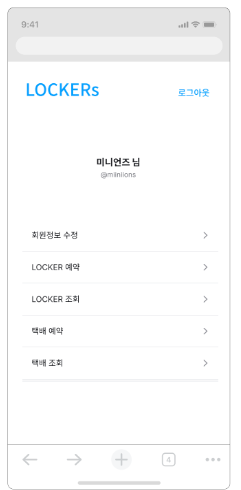 9:41
LOCKERs
로그아웃
미니언즈 님
@miiniions
회원정보 수정
LOCKER 예약
LOCKER 조회
택배 예약
택배 조회
4